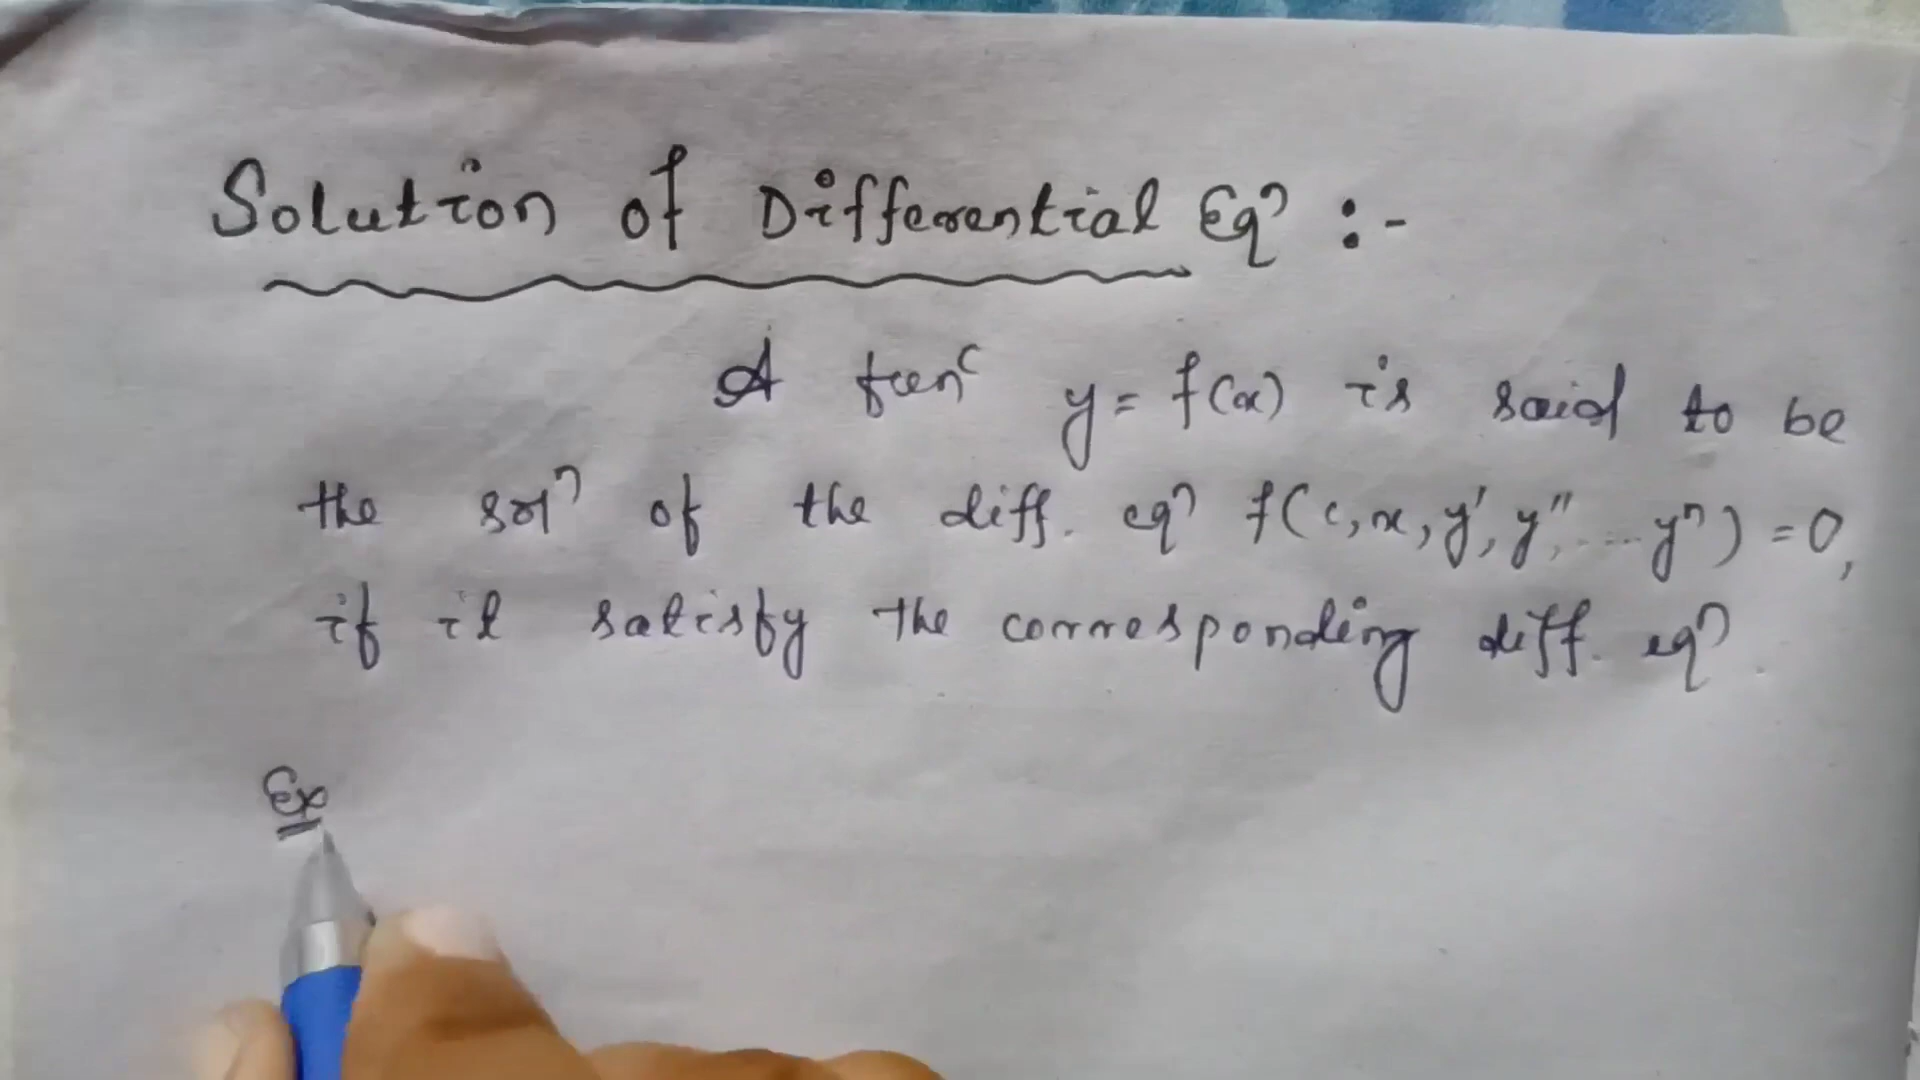 Solution of Differential Eqⁿ :-
A funᶜ y = f(x) is said to be
the solⁿ of the diff. eqⁿ f(c, x, y', y'', .... yⁿ) = 0,
if it satisfy the corresponding diff. eqⁿ.
Ex